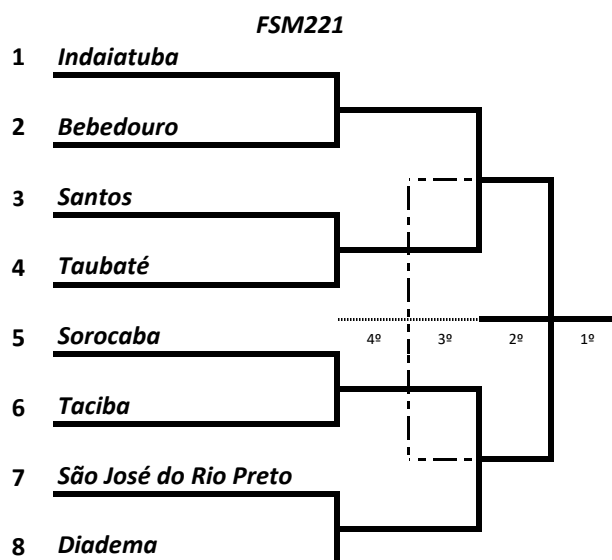 FSM221
1 Indaiatuba
2 Bebedouro
3 Santos
4 Taubaté
4º 3º 2º 1º
5 Sorocaba
6 Taciba
7 São José do Rio Preto
8 Diadema